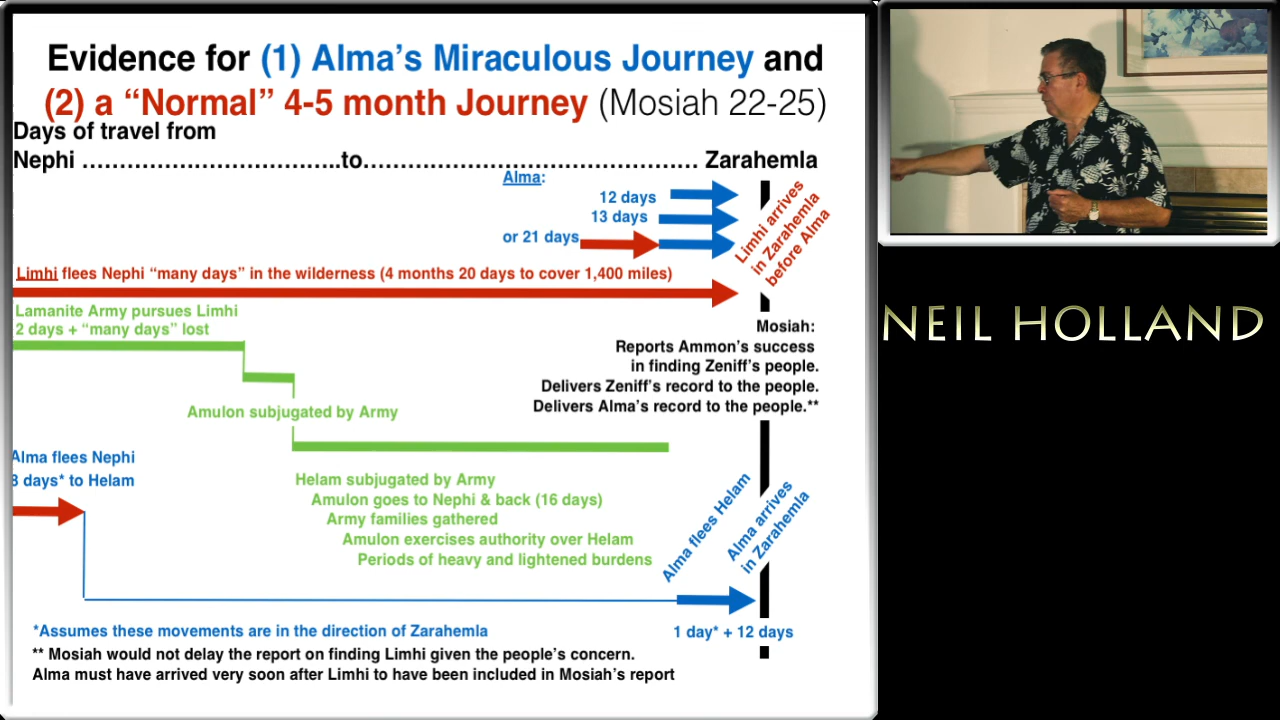 Evidence for (1) Alma's Miraculous Journey and
(2) a “Normal” 4-5 month Journey (Mosiah 22-25)
Days of travel from
Nephi ……………………………..to……………………………………… Zarahemla
Alma:
12 days
13 days
or 21 days
Limhi arrives
in Zarahemla
before Alma
Limhi flees Nephi “many days” in the wilderness (4 months 20 days to cover 1,400 miles)
Lamanite Army pursues Limhi
2 days + “many days” lost
Mosiah:
Reports Ammon's success
in finding Zeniff's people.
Delivers Zeniff's record to the people.
Delivers Alma's record to the people.**
Amulon subjugated by Army
Alma flees Nephi
8 days* to Helam
Helam subjugated by Army
Amulon goes to Nephi & back (16 days)
Army families gathered
Amulon exercises authority over Helam
Periods of heavy and lightened burdens
Alma flees Helam
Alma arrives
in Zarahemla
*Assumes these movements are in the direction of Zarahemla
1 day* + 12 days
** Mosiah would not delay the report on finding Limhi given the people's concern.
Alma must have arrived very soon after Limhi to have been included in Mosiah's report
NEIL HOLLAND